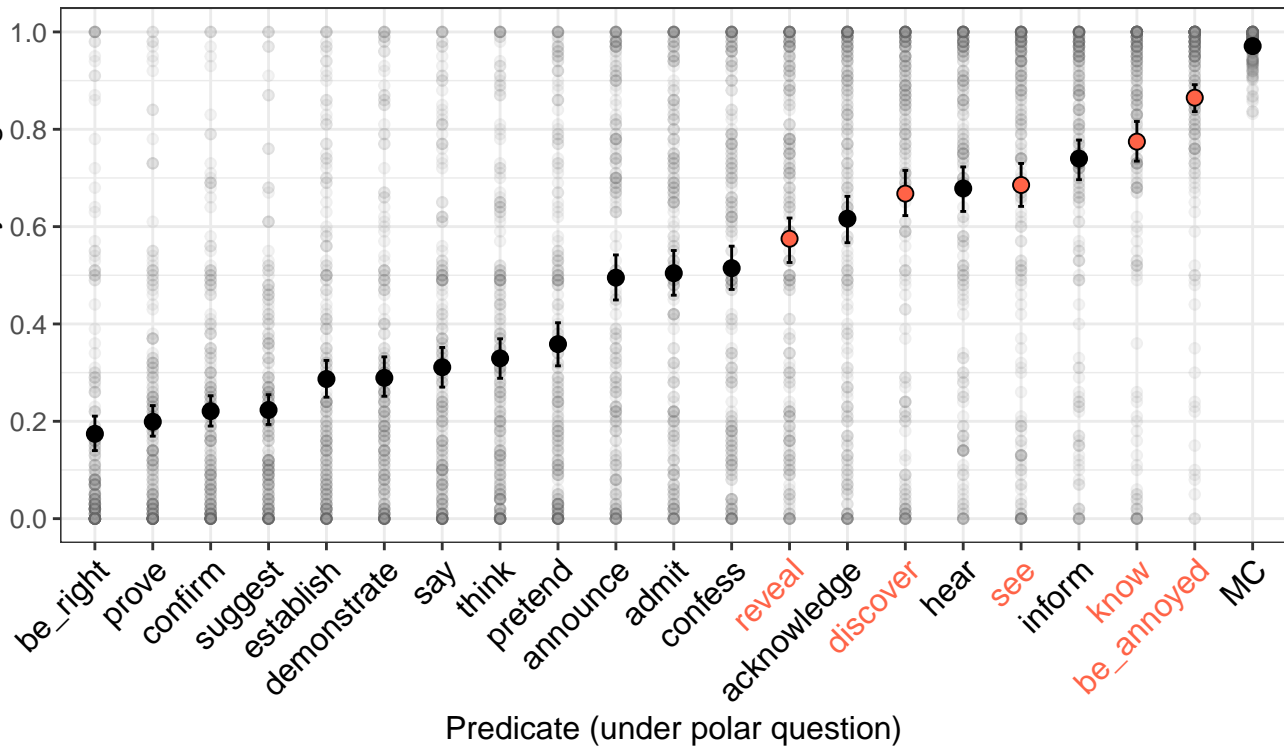 1.0
0.8
0.6
0.4
0.2
0.0
be_right
prove
confirm
suggest
establish
demonstrate
say
think
pretend
announce
admit
confess
reveal
acknowledge
discover
hear
see
inform
know
be_annoyed
MC
Predicate (under polar question)